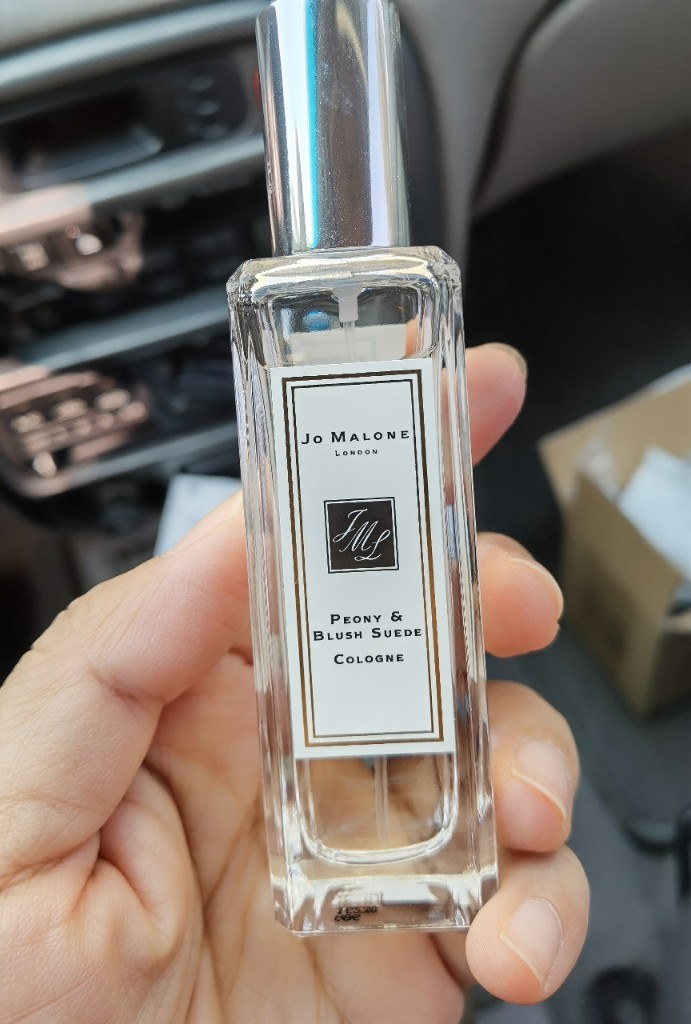 Jo Malone
London
JML
Peony &
Blush Suede
Cologne